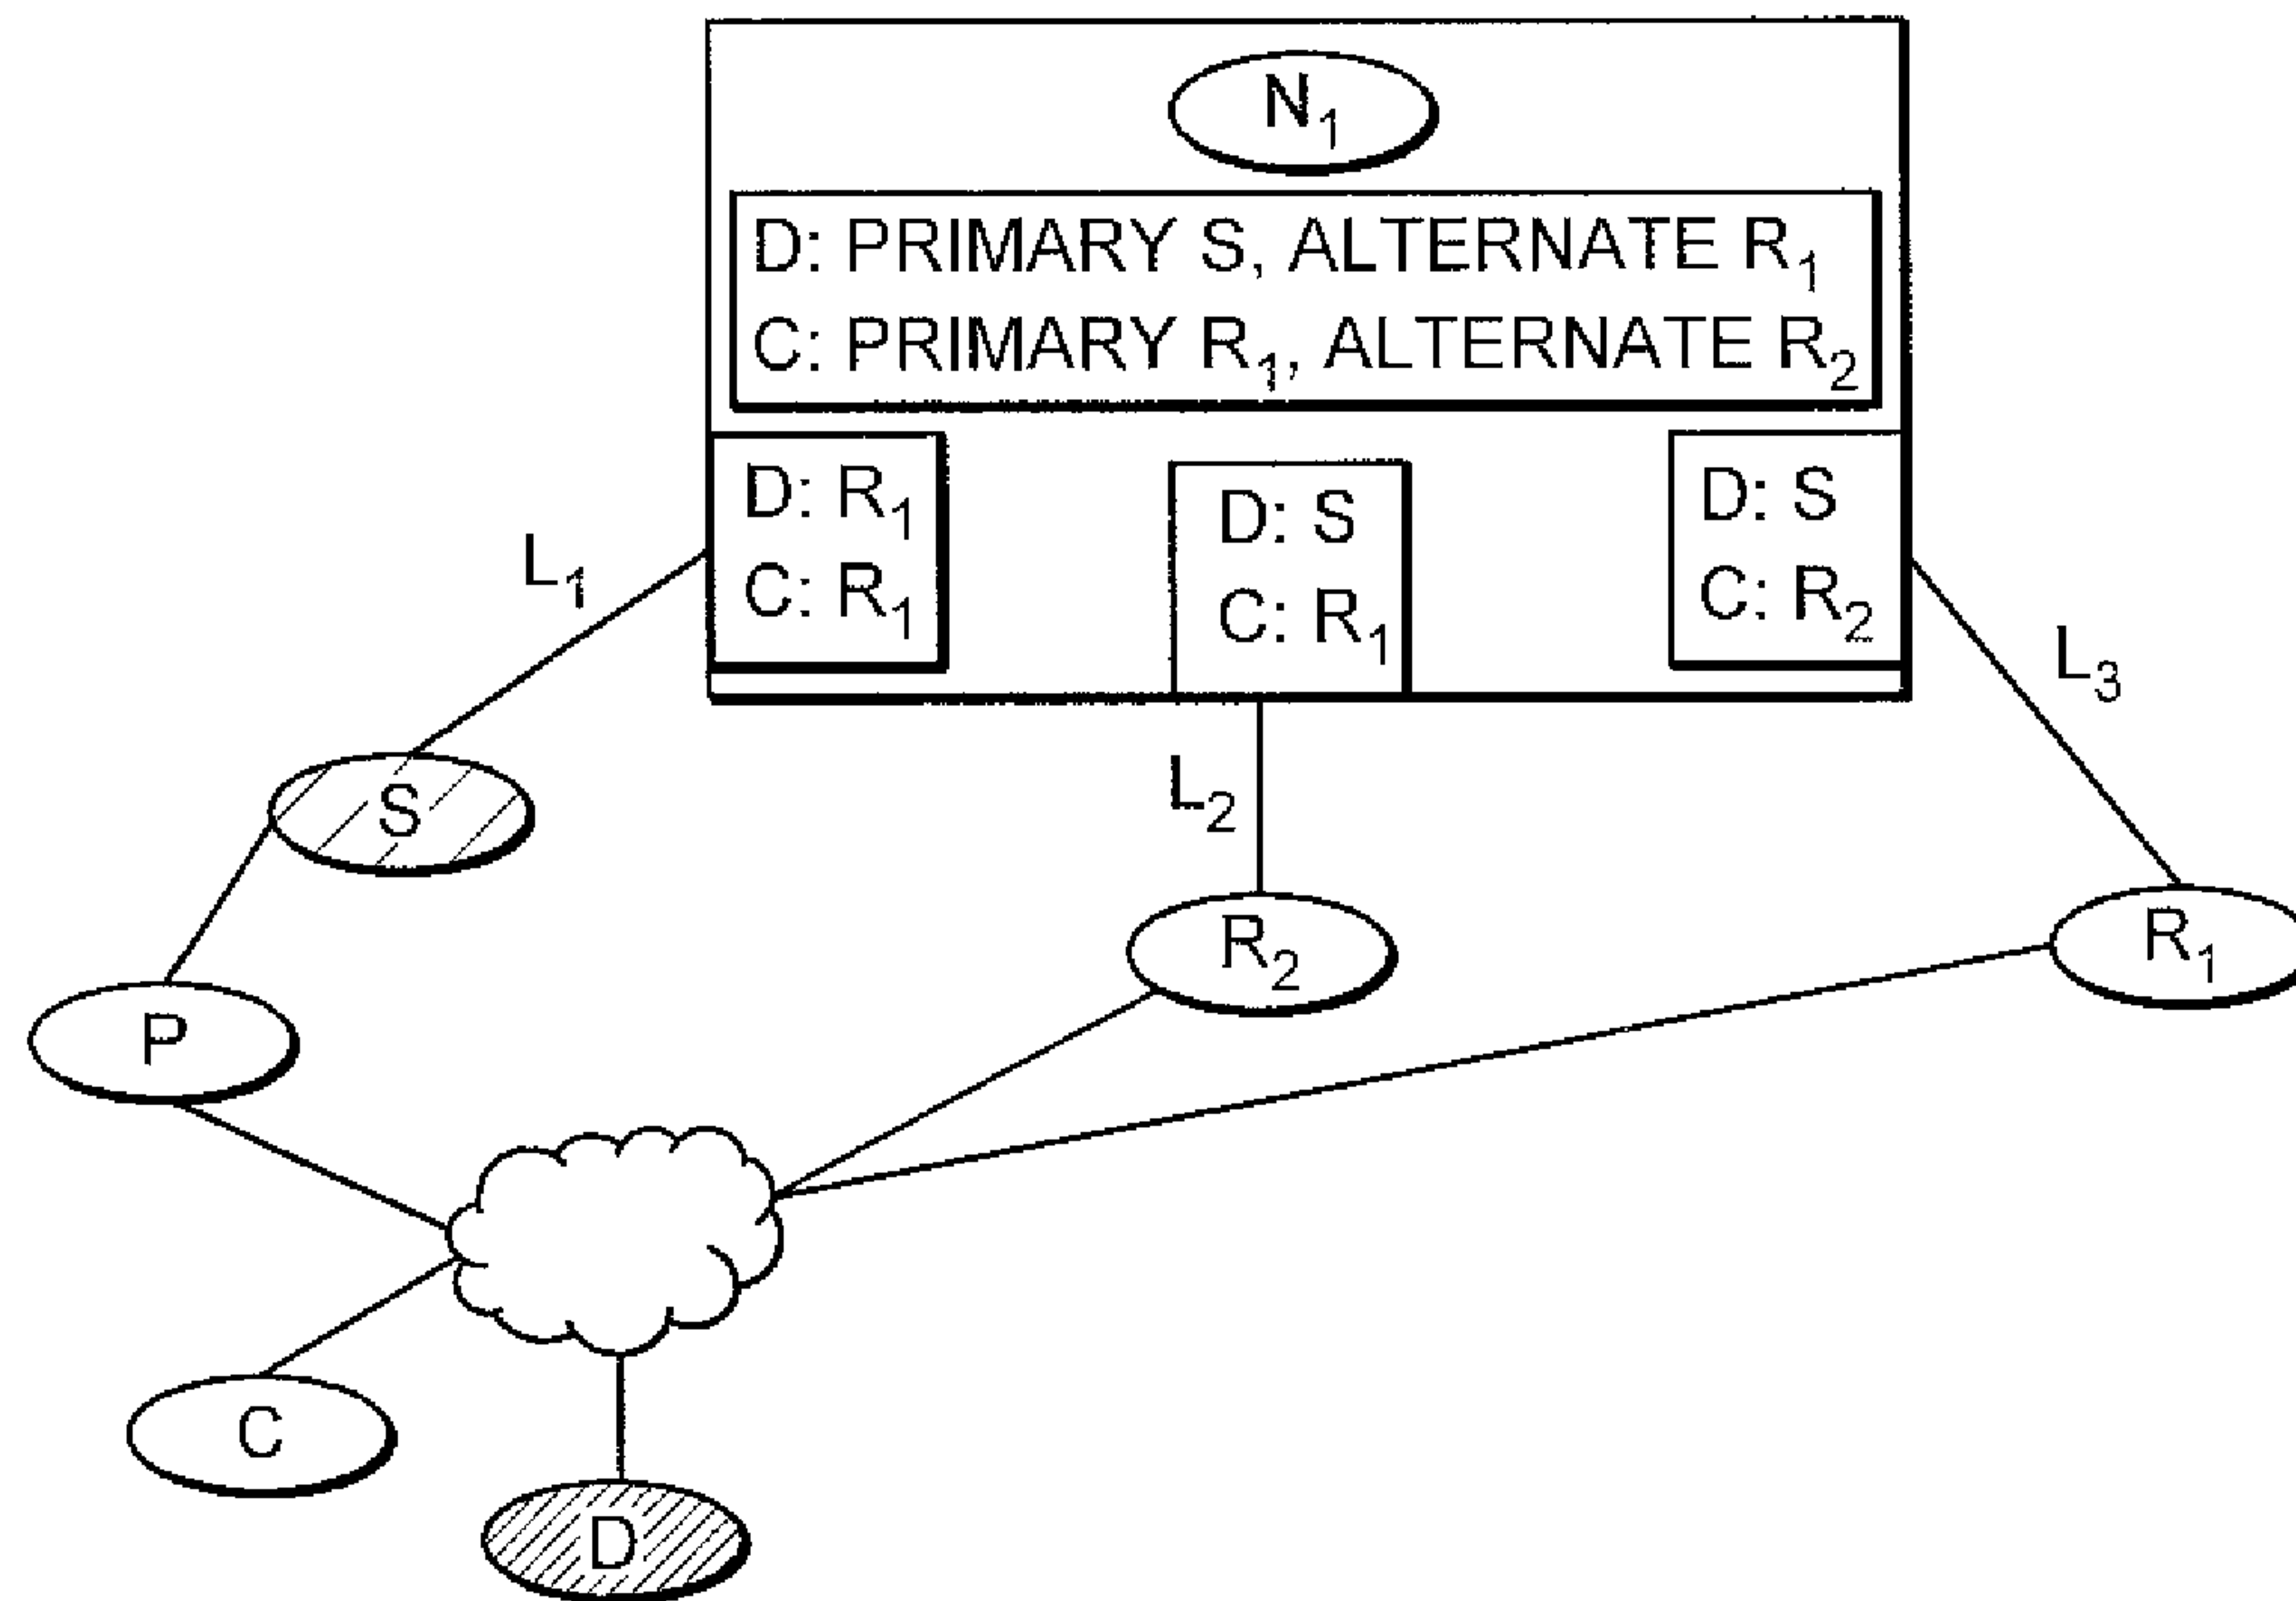 N₁
D: PRIMARY S, ALTERNATE R₁
C: PRIMARY R₁, ALTERNATE R₂
D: R₁
C: R₁
D: S
C: R₁
D: S
C: R₂
L₁
L₂
L₃
S
R₂
R₁
P
C
D